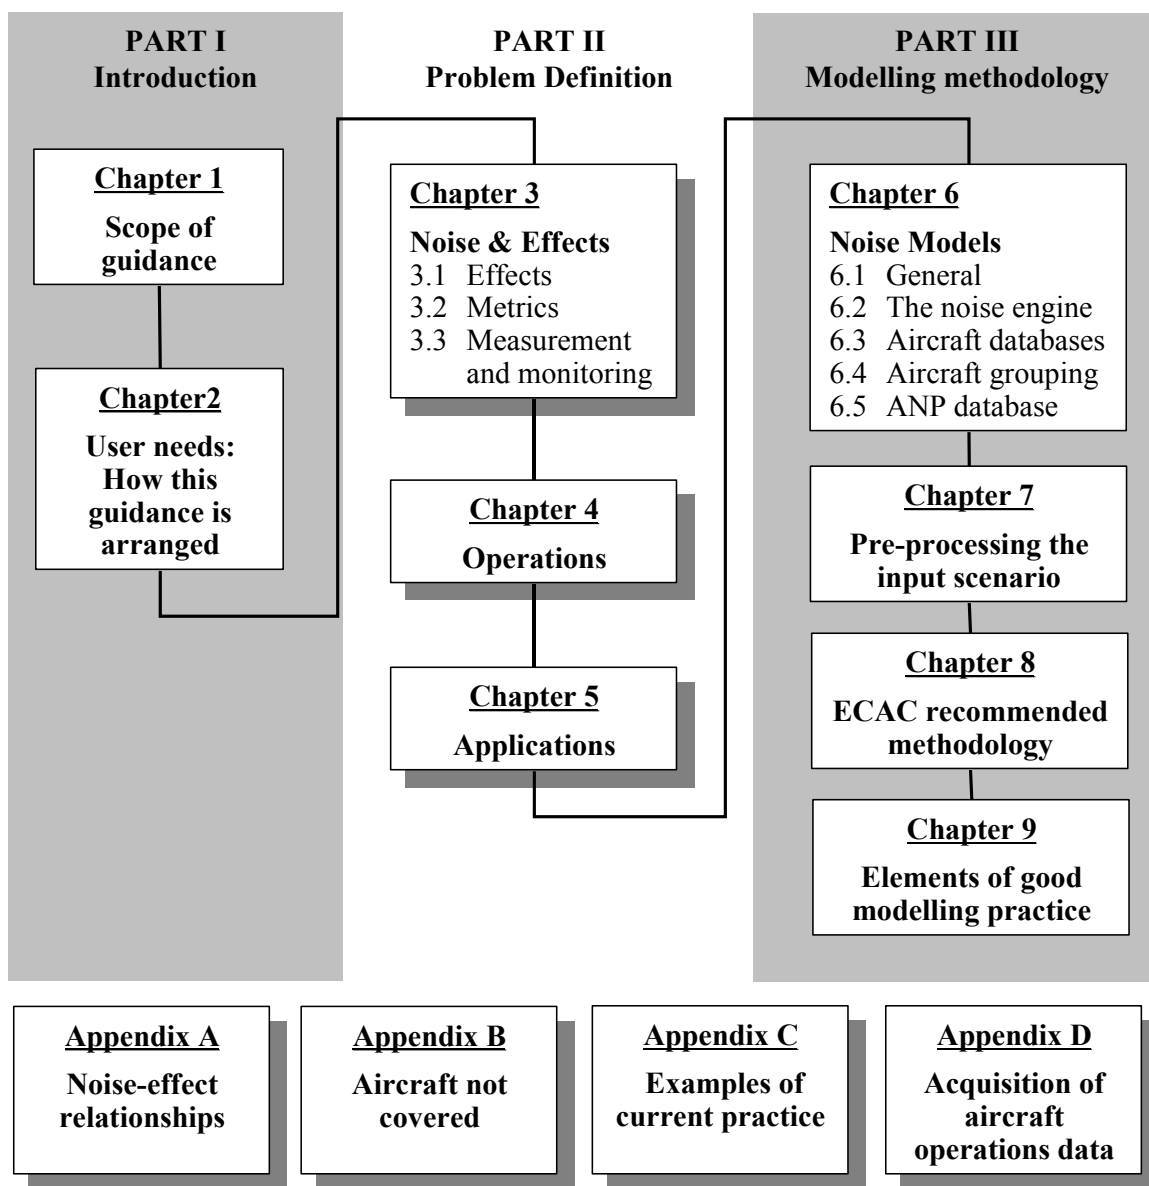 PART I
Introduction
Chapter 1
Scope of
guidance
Chapter2
User needs:
How this
guidance is
arranged
PART II
Problem Definition
Chapter 3
Noise & Effects
3.1 Effects
3.2 Metrics
3.3 Measurement
and monitoring
Chapter 4
Operations
Chapter 5
Applications
PART III
Modelling methodology
Chapter 6
Noise Models
6.1 General
6.2 The noise engine
6.3 Aircraft databases
6.4 Aircraft grouping
6.5 ANP database
Chapter 7
Pre-processing the
input scenario
Chapter 8
ECAC recommended
methodology
Chapter 9
Elements of good
modelling practice
Appendix A
Noise-effect
relationships
Appendix B
Aircraft not
covered
Appendix C
Examples of
current practice
Appendix D
Acquisition of
aircraft
operations data